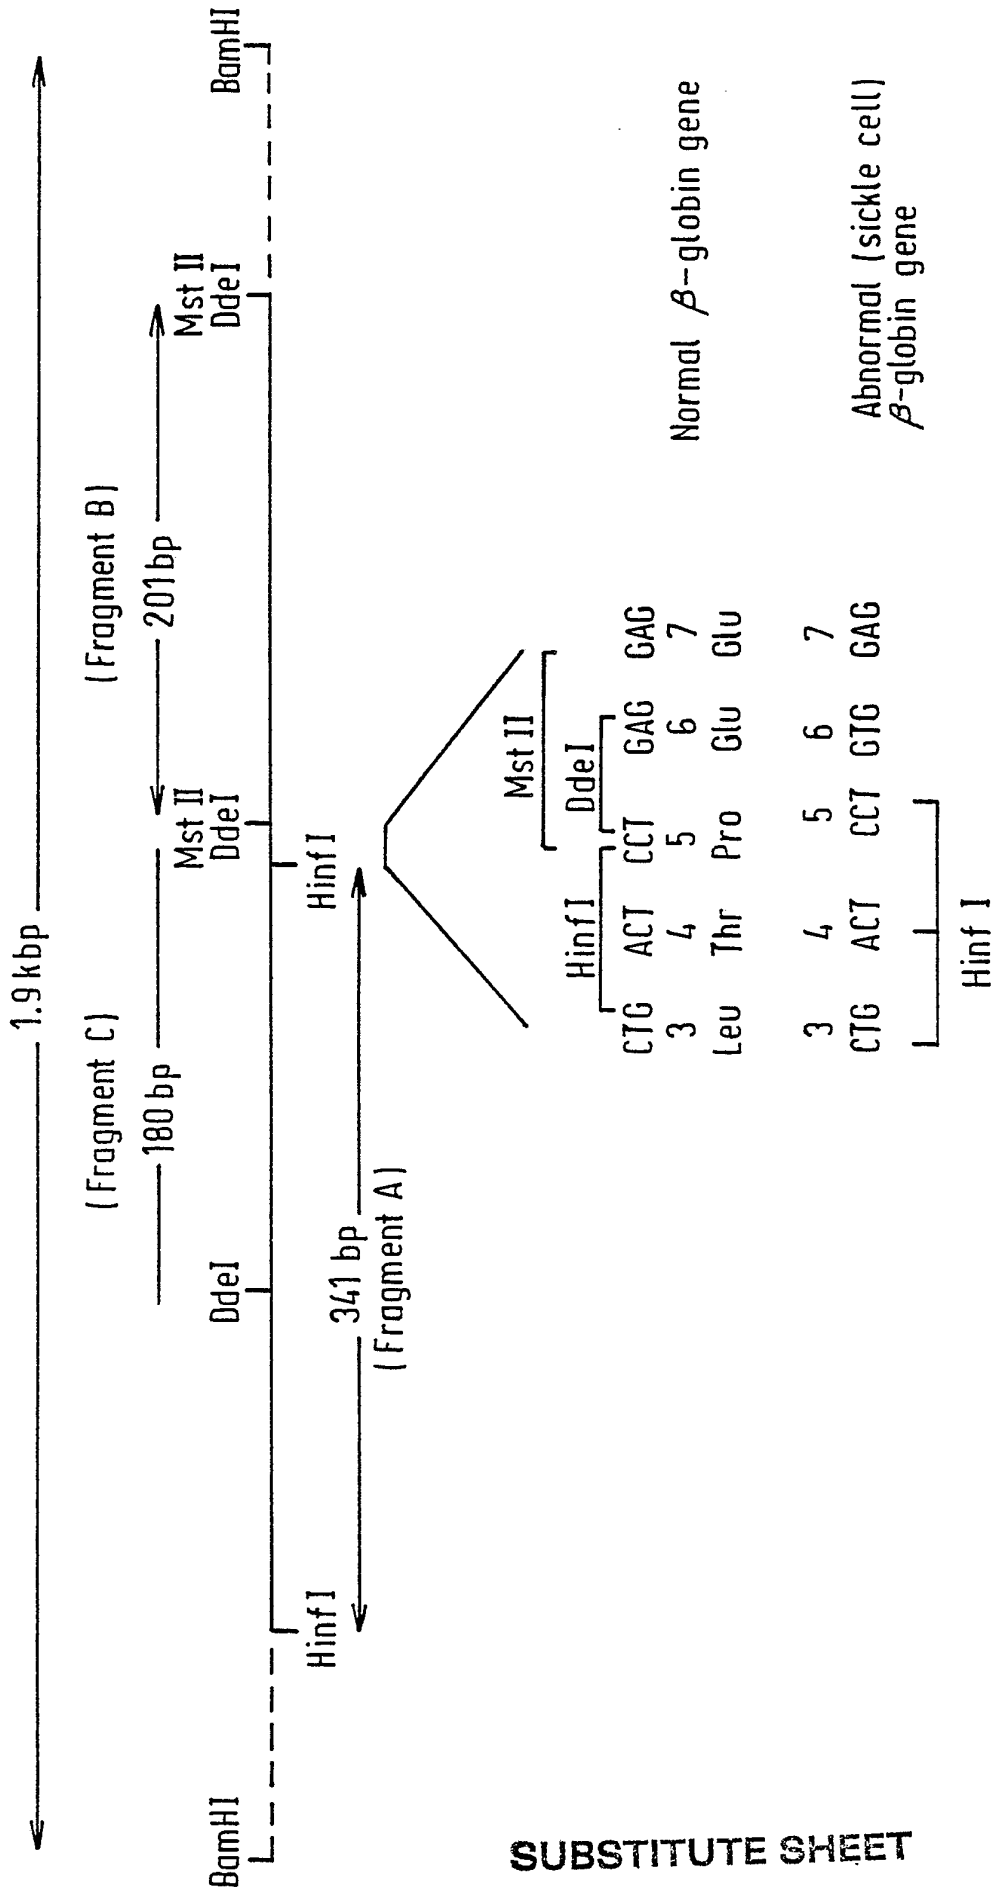 1.9 kbp
(Fragment C)
(Fragment B)
180 bp
201 bp
BamHI
DdeI
Mst II
DdeI
Mst II
DdeI
BamHI
Hinf I
Hinf I
341 bp
(Fragment A)
Mst II
Hinf I
DdeI
CTG ACT CCT GAG GAG
3 4 5 6 7
Leu Thr Pro Glu Glu
Normal β-globin gene
3 4 5 6 7
CTG ACT CCT GTG GAG
Abnormal (sickle cell)
β-globin gene
Hinf I
SUBSTITUTE SHEET